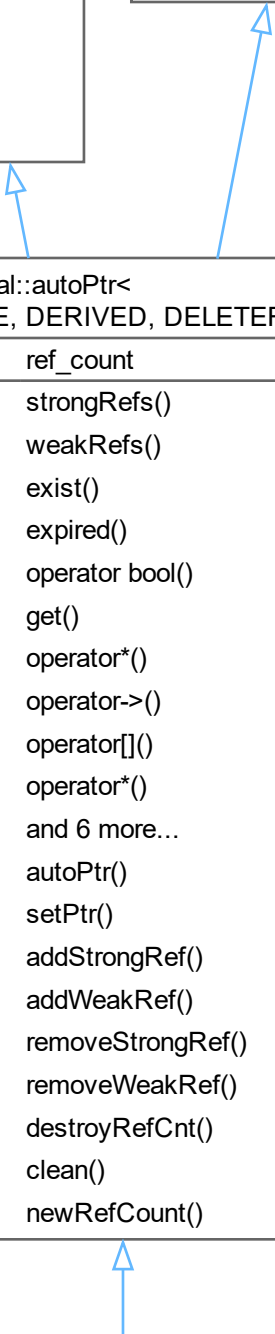 al::autoPtr<
E, DERIVED, DELETER
ref_count
strongRefs()
weakRefs()
exist()
expired()
operator bool()
get()
operator*()
operator->()
operator[]()
operator*()
and 6 more...
autoPtr()
setPtr()
addStrongRef()
addWeakRef()
removeStrongRef()
removeWeakRef()
destroyRefCnt()
clean()
newRefCount()